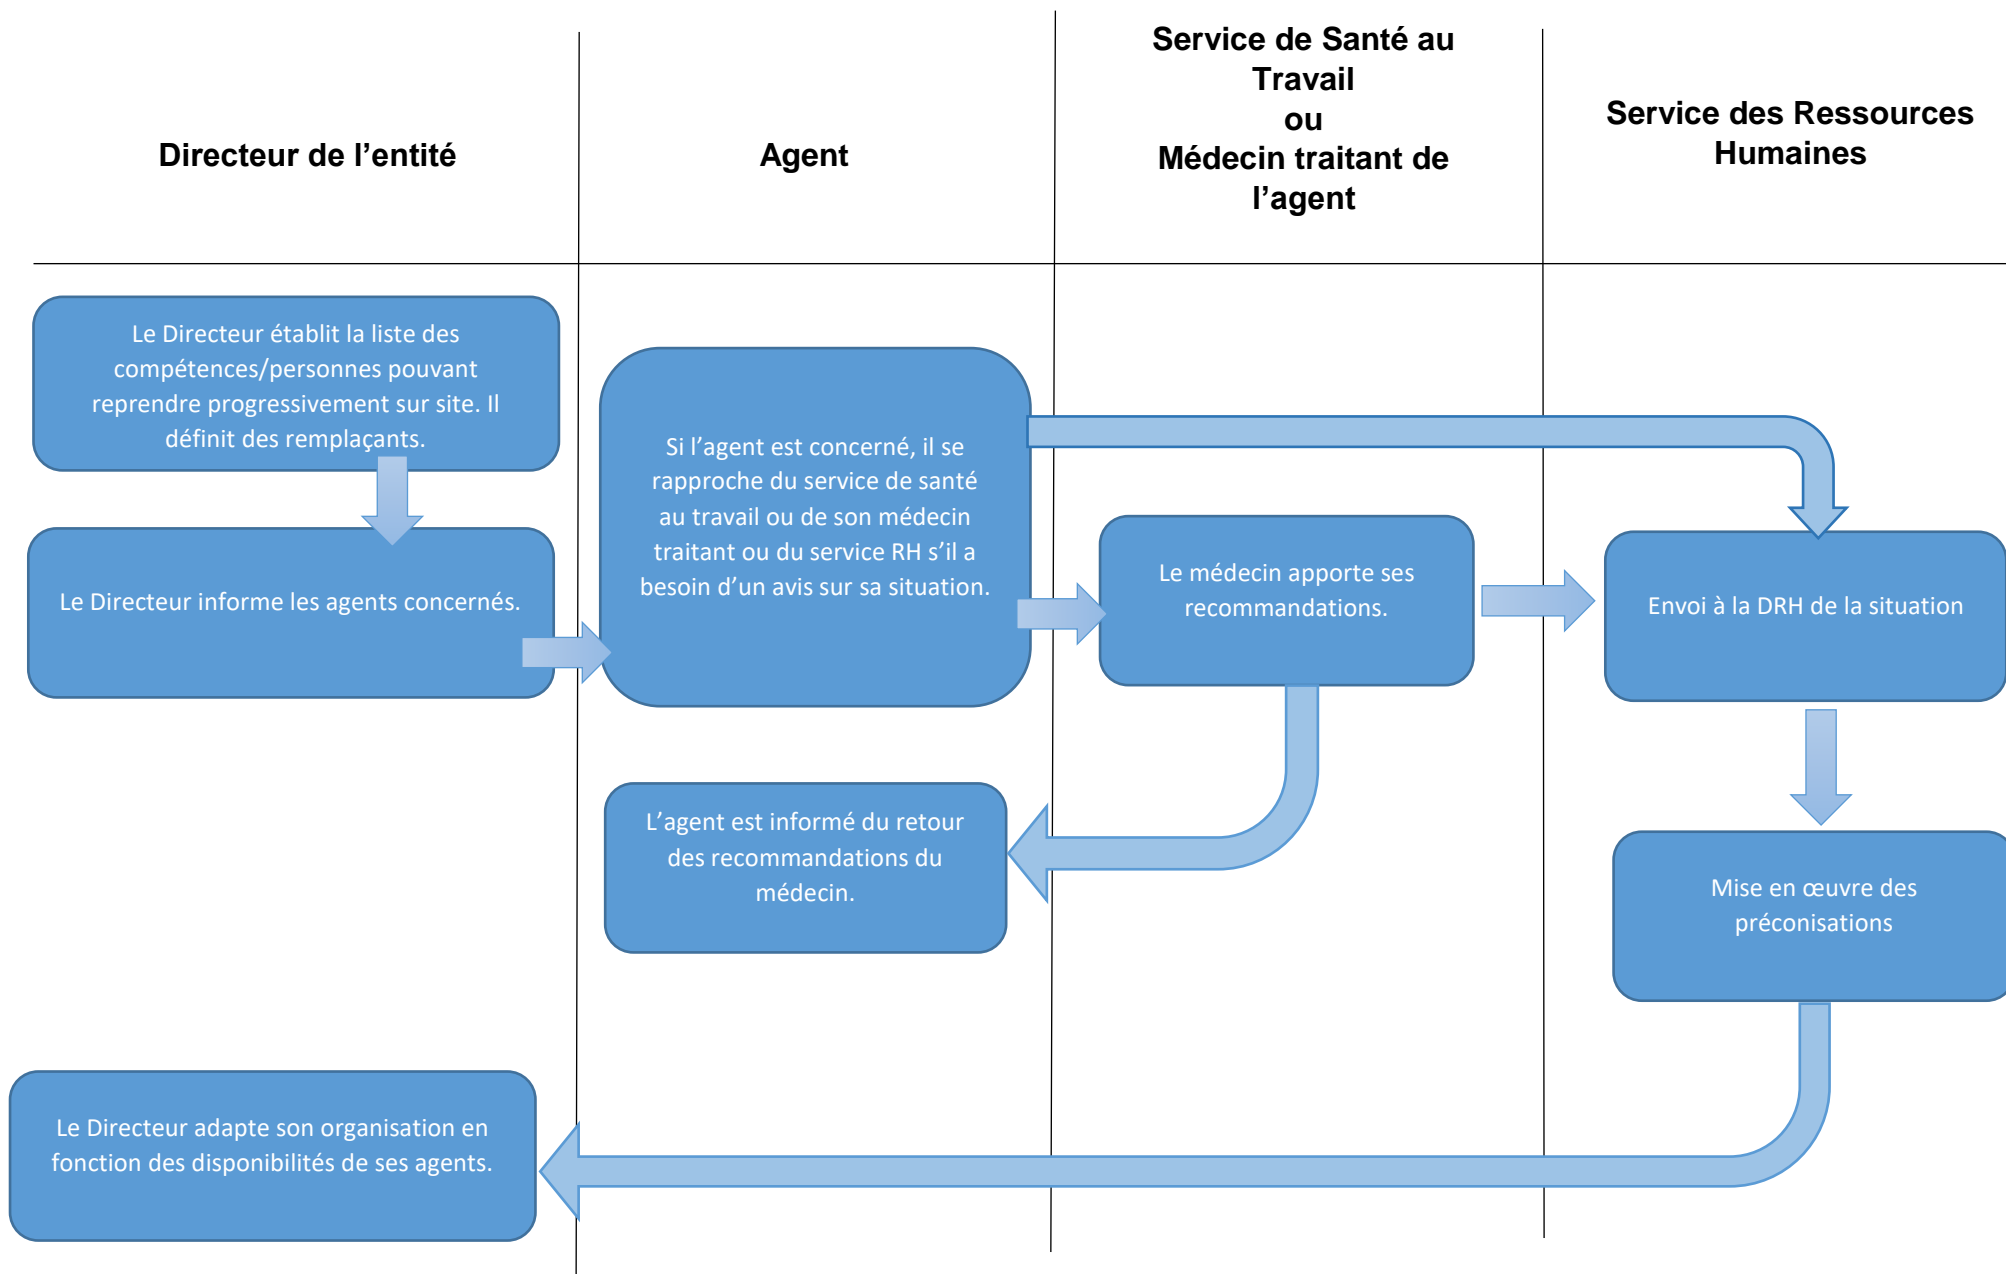 Directeur de l’entité
Agent
Service de Santé au
Travail
ou
Médecin traitant de
l’agent
Service des Ressources
Humaines
Le Directeur établit la liste des
compétences/personnes pouvant
reprendre progressivement sur site. Il
définit des remplaçants.
Le Directeur informe les agents concernés.
Si l’agent est concerné, il se
rapproche du service de santé
au travail ou de son médecin
traitant ou du service RH s’il a
besoin d’un avis sur sa situation.
Le médecin apporte ses
recommandations.
Envoi à la DRH de la situation
L’agent est informé du retour
des recommandations du
médecin.
Mise en œuvre des
préconisations
Le Directeur adapte son organisation en
fonction des disponibilités de ses agents.